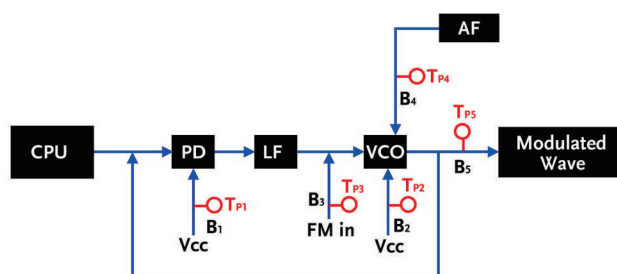 AF
TP4
B4
TP5
CPU
PD
LF
VCO
B5
Modulated
Wave
B3
TP3
TP2
TP1
B1
FM in
B2
Vcc
Vcc